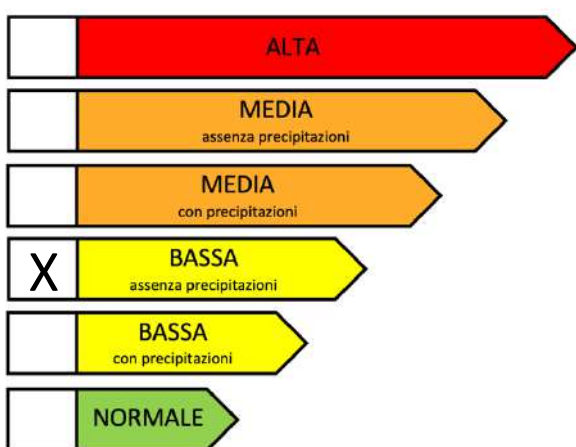 ALTA
MEDIA
assenza precipitazioni
MEDIA
con precipitazioni
X
BASSA
assenza precipitazioni
BASSA
con precipitazioni
NORMALE